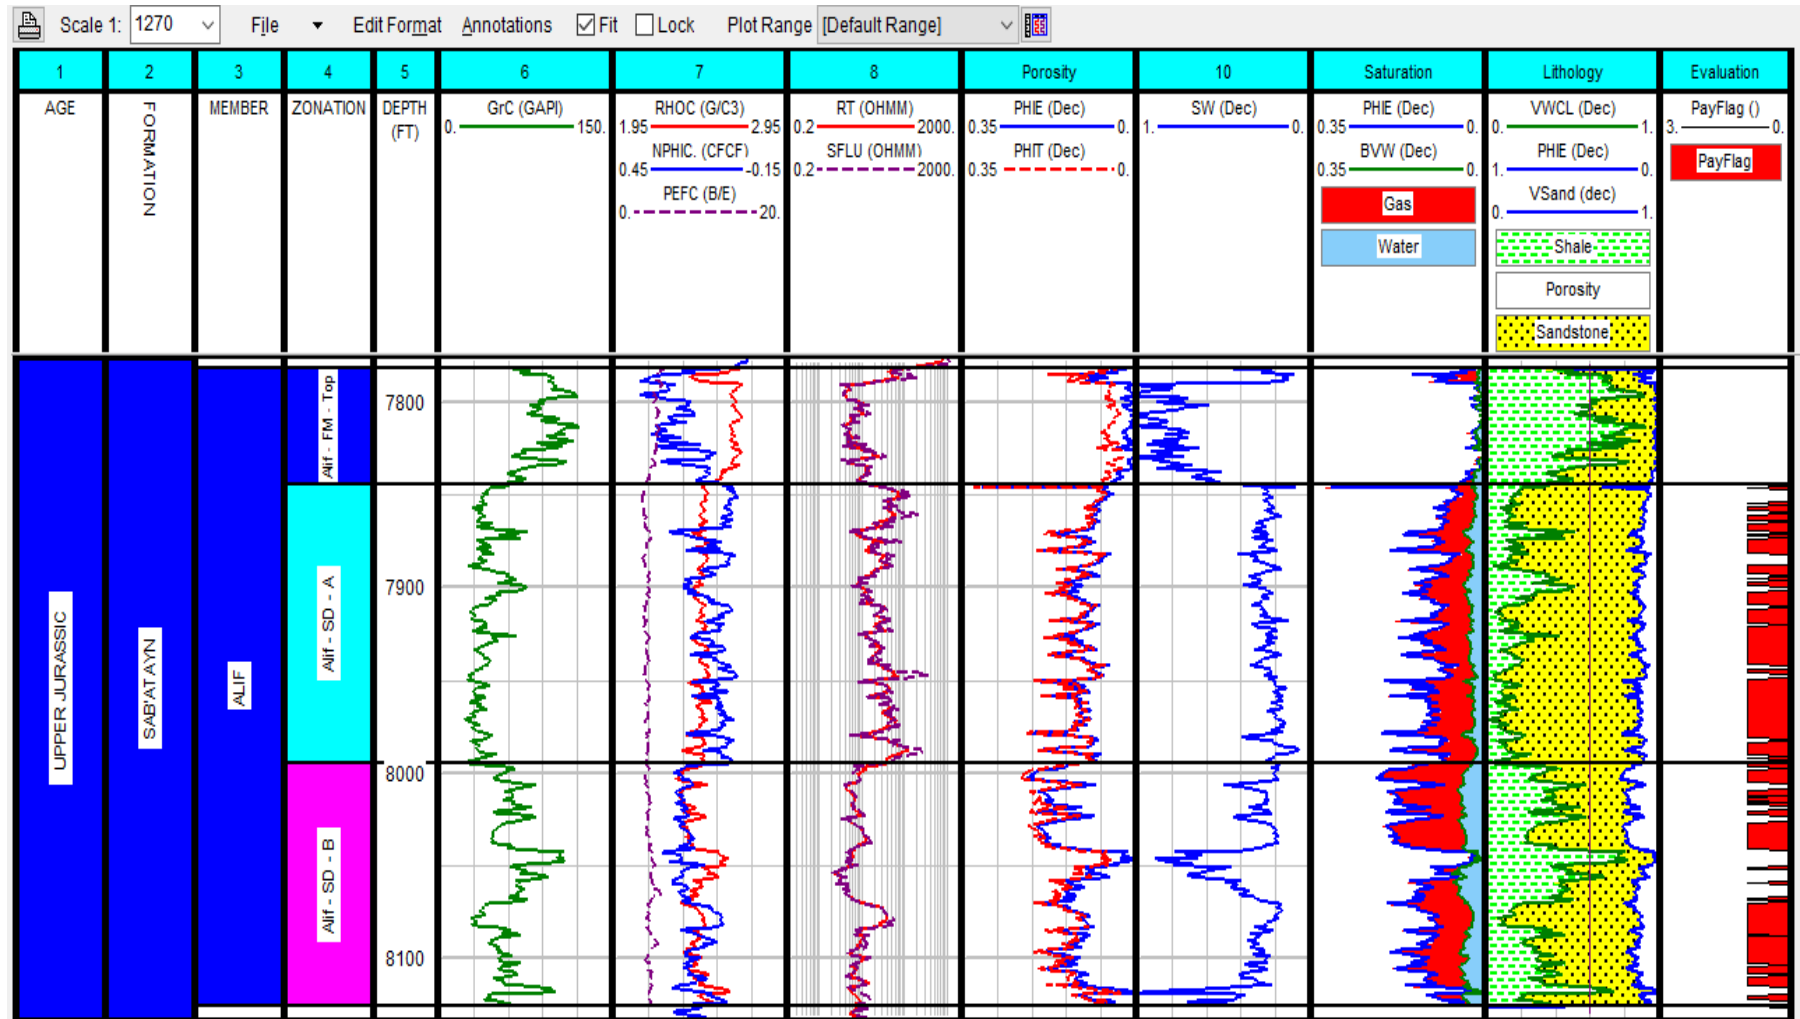 Scale 1: 1270 File Edit Format Annotations Fit Lock Plot Range [Default Range]
1 2 3 4 5 6 7 8 Porosity 10 Saturation Lithology Evaluation
AGE
FORMATION
MEMBER
ZONATION
DEPTH
(FT)
GrC (GAPI)
0. 150.
RHOC (G/C3)
1.95 2.95
NPHIC. (CFCF)
0.45 -0.15
PEFC (B/E)
0. 20.
RT (OHMM)
0.2 2000.
SFLU (OHMM)
0.2 2000.
PHIE (Dec)
0.35 0.
PHIT (Dec)
0.35 0.
SW (Dec)
1. 0.
PHIE (Dec)
0.35 0.
BVW (Dec)
0.35 0.
Gas
Water
VWCL (Dec)
0. 1.
PHIE (Dec)
1. 0.
VSand (dec)
0. 1.
Shale
Porosity
Sandstone
PayFlag ()
3. 0.
PayFlag
UPPER JURASSIC
SAB'AT AYN
ALIF
Alif - FM - Top
Alif - SD - A
Alif - SD - B
7800
7900
8000
8100